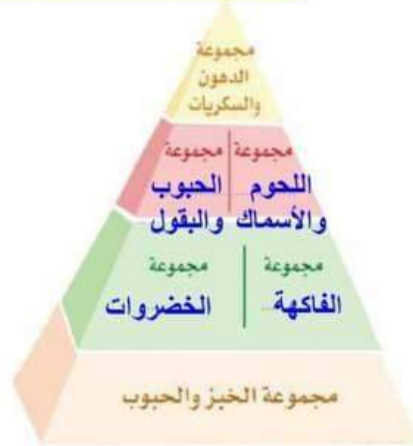 مجموعة
الدهون
والسكريات
مجموعة مجموعة
اللحوم الحبوب
والأسماك والبقول
مجموعة مجموعة
الفاكهة الخضروات
مجموعة الخبز والحبوب